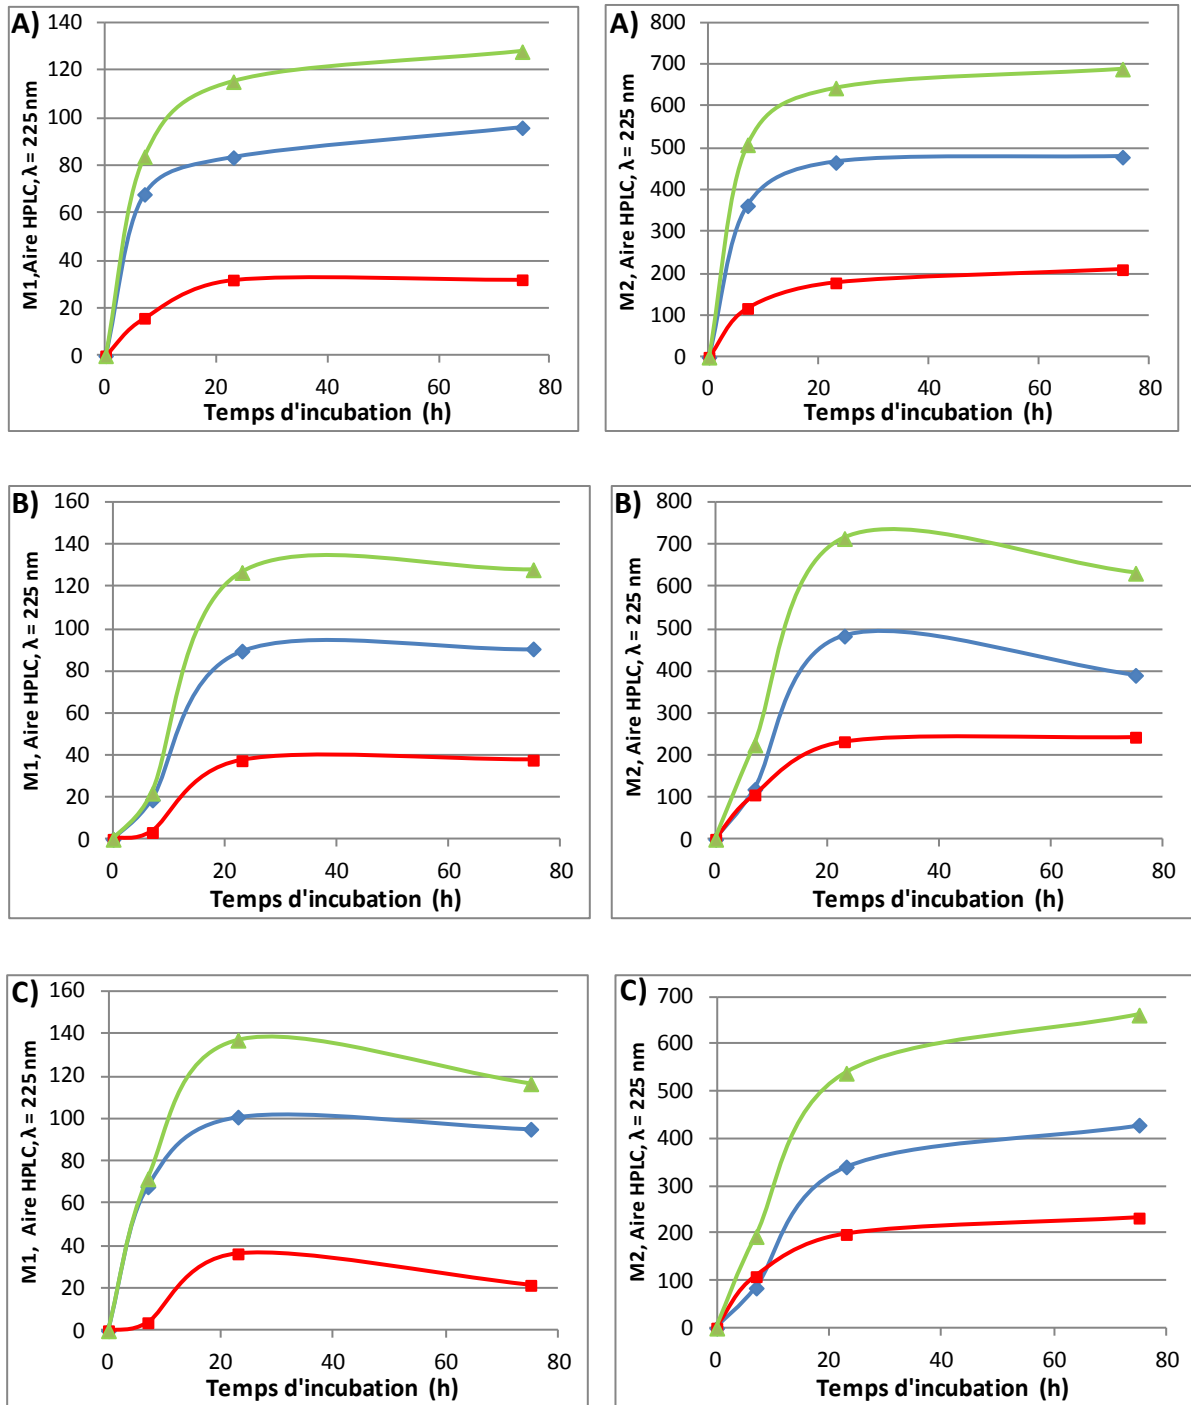 A)
M1,Aire HPLC, λ = 225nm
140
120
100
80
60
40
20
0
0 20 40 60 80
Temps d'incubation (h)
A)
M2, Aire HPLC, λ = 225 nm
800
700
600
500
400
300
200
100
0
0 20 40 60 80
Temps d'incubation (h)
B)
M1, Aire HPLC, λ = 225 nm
160
140
120
100
80
60
40
20
0
0 20 40 60 80
Temps d'incubation (h)
B)
M2, Aire HPLC, λ = 225 nm
800
700
600
500
400
300
200
100
0
0 20 40 60 80
Temps d'incubation (h)
C)
M1, Aire HPLC, λ = 225nm
160
140
120
100
80
60
40
20
0
0 20 40 60 80
Temps d'incubation (h)
C)
M2, Aire HPLC, λ = 225 nm
700
600
500
400
300
200
100
0
0 20 40 60 80
Temps d'incubation (h)